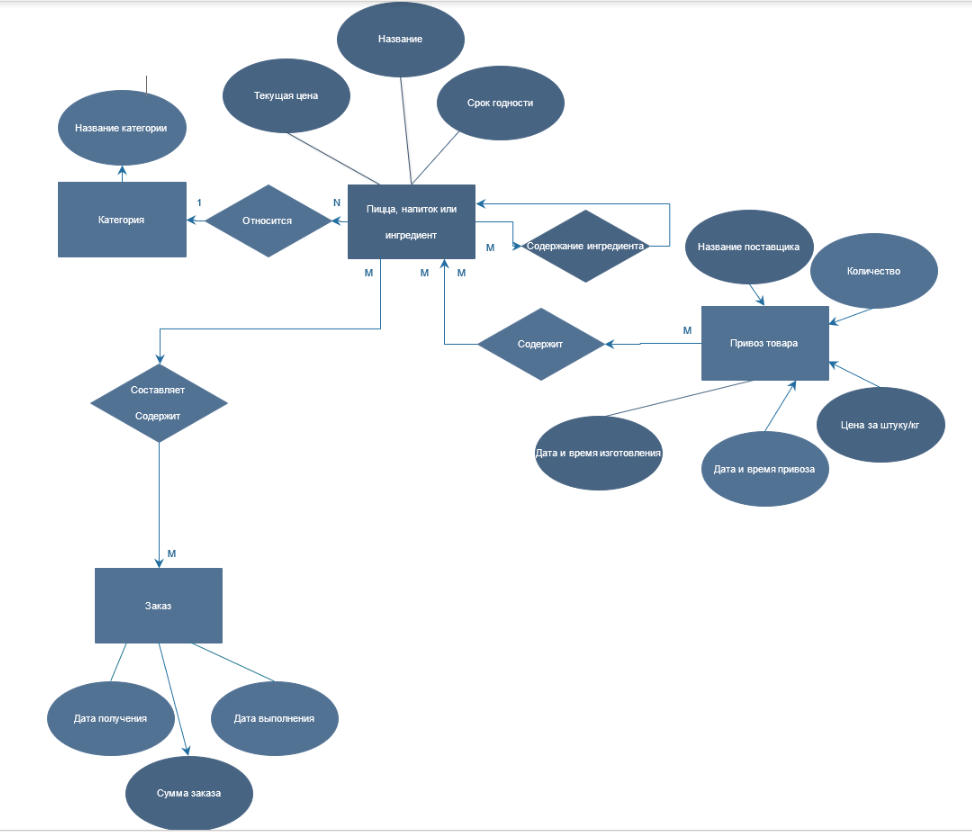 Название
Текущая цена
Срок годности
Название категории
Категория
1
Относится
N
Пицца, напиток или
ингредиент
M
Содержание ингредиента
Название поставщика
Количество
M
M
M
Содержит
M
Привоз товара
Составляет
Содержит
Дата и время изготовления
Дата и время привоза
Цена за штуку/кг
M
Заказ
Дата получения
Дата выполнения
Сумма заказа